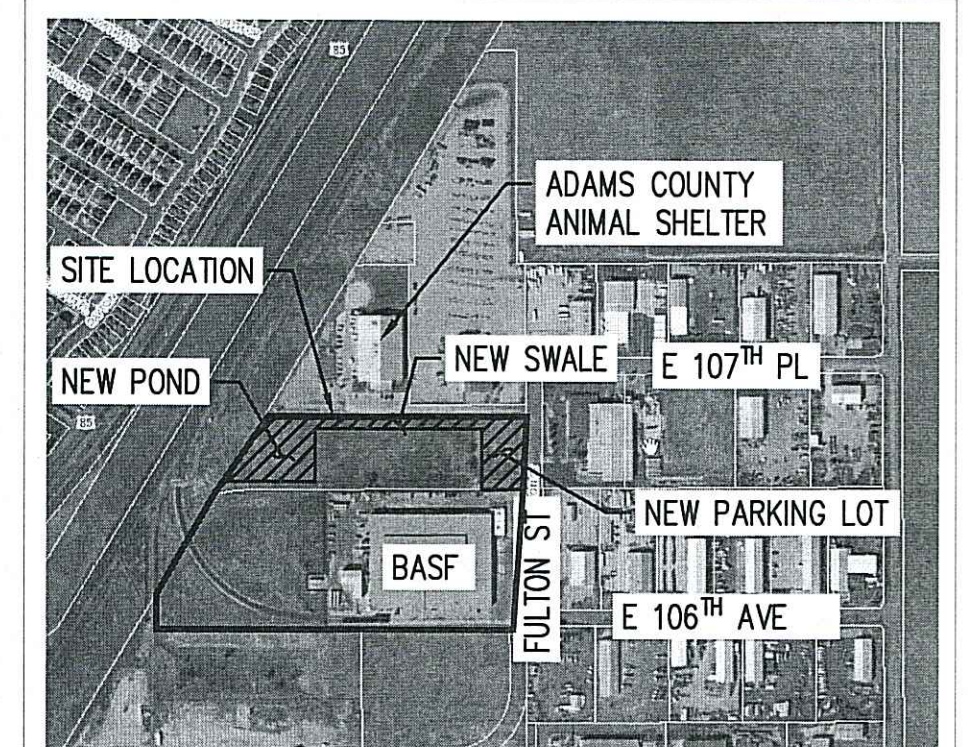 85
ADAMS COUNTY
ANIMAL SHELTER
SITE LOCATION
NEW SWALE
E 107TH PL
NEW POND
85
NEW PARKING LOT
BASF
FULTON ST
E 106TH AVE